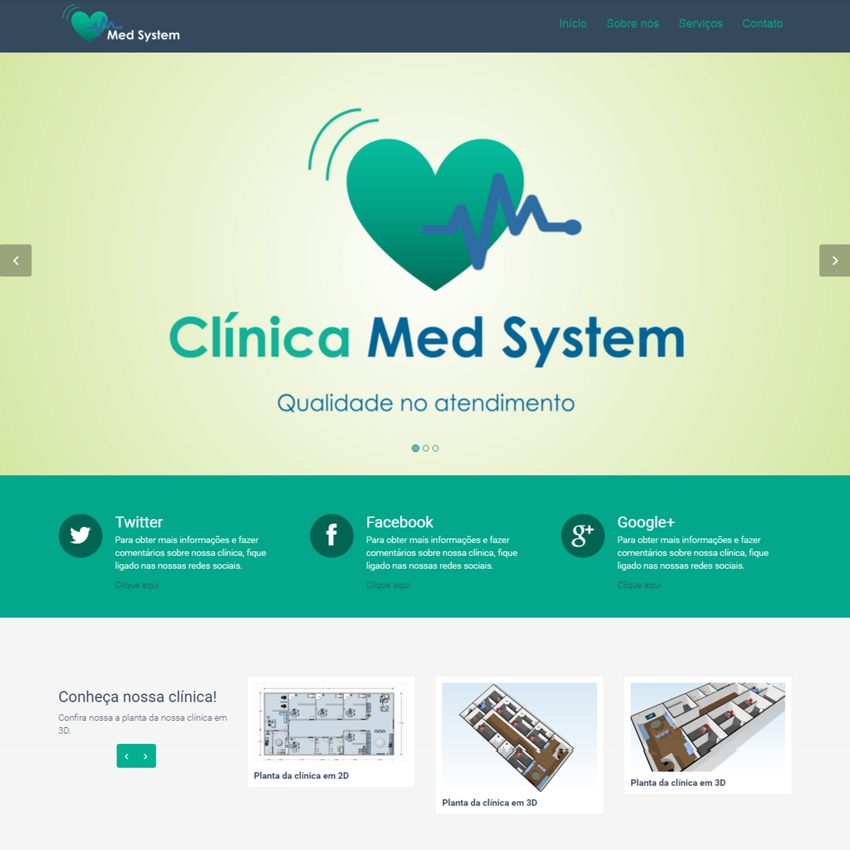 Med System
Início Sobre nós Serviços Contato
Clínica Med System
Qualidade no atendimento
Twitter
Para obter mais informações e fazer
comentários sobre nossa clínica, fique
ligado nas nossas redes sociais.
Clique aqui
Facebook
Para obter mais informações e fazer
comentários sobre nossa clínica, fique
ligado nas nossas redes sociais.
Clique aqui
Google+
Para obter mais informações e fazer
comentários sobre nossa clínica, fique
ligado nas nossas redes sociais.
Clique aqui
Conheça nossa clínica!
Confira nossa a planta da nossa clínica em
3D.
Planta da clínica em 2D
Planta da clínica em 3D
Planta da clínica em 3D